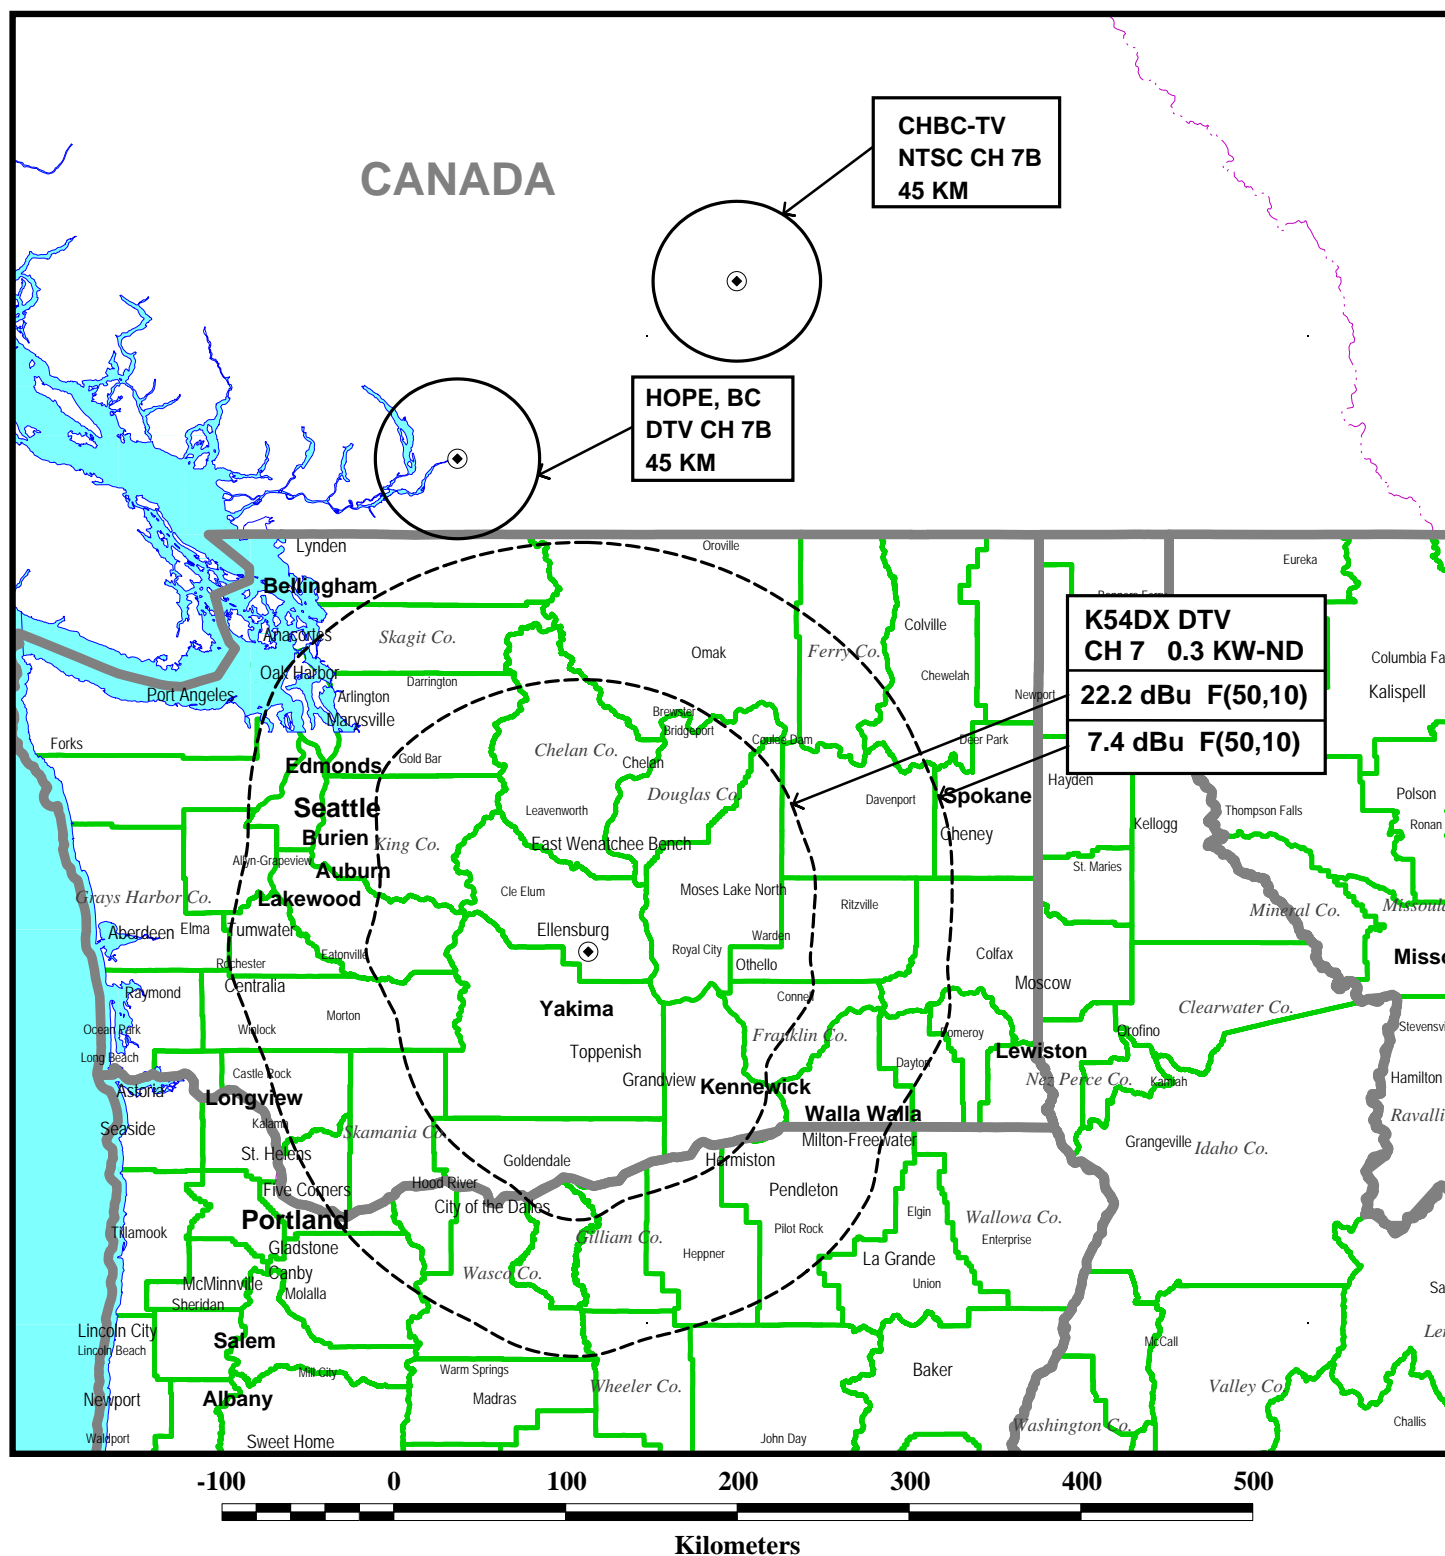 CHBC-TV
NTSC CH 7B
45 KM
CANADA
HOPE, BC
DTV CH 7B
45 KM
Lynden
Oroville
Eureka
Bellingham
K54DX DTV
CH 7 0.3 KW-ND
22.2 dBu F(50,10)
7.4 dBu F(50,10)
Anacortes
Skagit Co.
Omak
Ferry Co.
Colville
Columbia Fa
Oak Harbor
Darrington
Chewelah
Port Angeles
Arlington
Newport
Kalispell
Marysville
Brewster
Bridgeport
Forks
Coulee Dam
Deer Park
Gold Bar
Chelan Co.
Chelan
Edmonds
Hayden
Seattle
Leavenworth
Douglas Co.
Davenport
Spokane
Polson
Thompson Falls
Kellogg
Ronan
Burien
King Co.
East Wenatchee Bench
Cheney
Allyn-Grapeview
Auburn
St. Maries
Grays Harbor Co.
Lakewood
Cle Elum
Moses Lake North
Ritzville
Mineral Co.
Missoula
Aberdeen
Elma
Tumwater
Ellensburg
Warden
Eatonville
Royal City
Colfax
Misso
Rochester
Othello
Centralia
Moscow
Raymond
Connell
Clearwater Co.
Yakima
Morton
Ocean Park
Winlock
Franklin Co.
Pomeroy
Orofino
Stevensvi
Long Beach
Toppenish
Lewiston
Dayton
Castle Rock
Grandview
Nez Perce Co.
Kamiah
Hamilton
Astoria
Longview
Kennewick
Walla Walla
Ravalli
Seaside
Kalama
Skamania Co.
Milton-Freewater
Grangeville
Idaho Co.
St. Helens
Goldendale
Hermiston
Five Corners
Hood River
Pendleton
City of the Dalles
Portland
Elgin
Wallowa Co.
Tillamook
Gilliam Co.
Pilot Rock
Enterprise
Gladstone
Heppner
La Grande
McMinnville
Canby
Wasco Co.
Union
Molalla
Sa
Sheridan
Lincoln City
Salem
Lincoln Beach
McCall
Lem
Mill City
Warm Springs
Baker
Newport
Albany
Madras
Wheeler Co.
Valley Co.
Waldport
Sweet Home
John Day
Washington Co.
Challis
-100 0 100 200 300 400 500
Kilometers